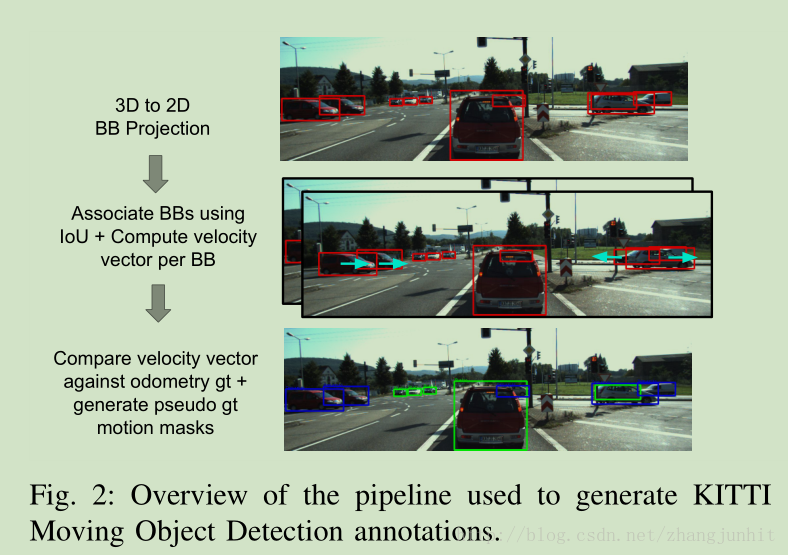 3D to 2D
BB Projection
Associate BBs using
IoU + Compute velocity
vector per BB
Compare velocity vector
against odometry gt +
generate pseudo gt
motion masks
Fig. 2: Overview of the pipeline used to generate KITTI
Moving Object Detection annotations.
http://blog.csdn.net/zhangjunhit